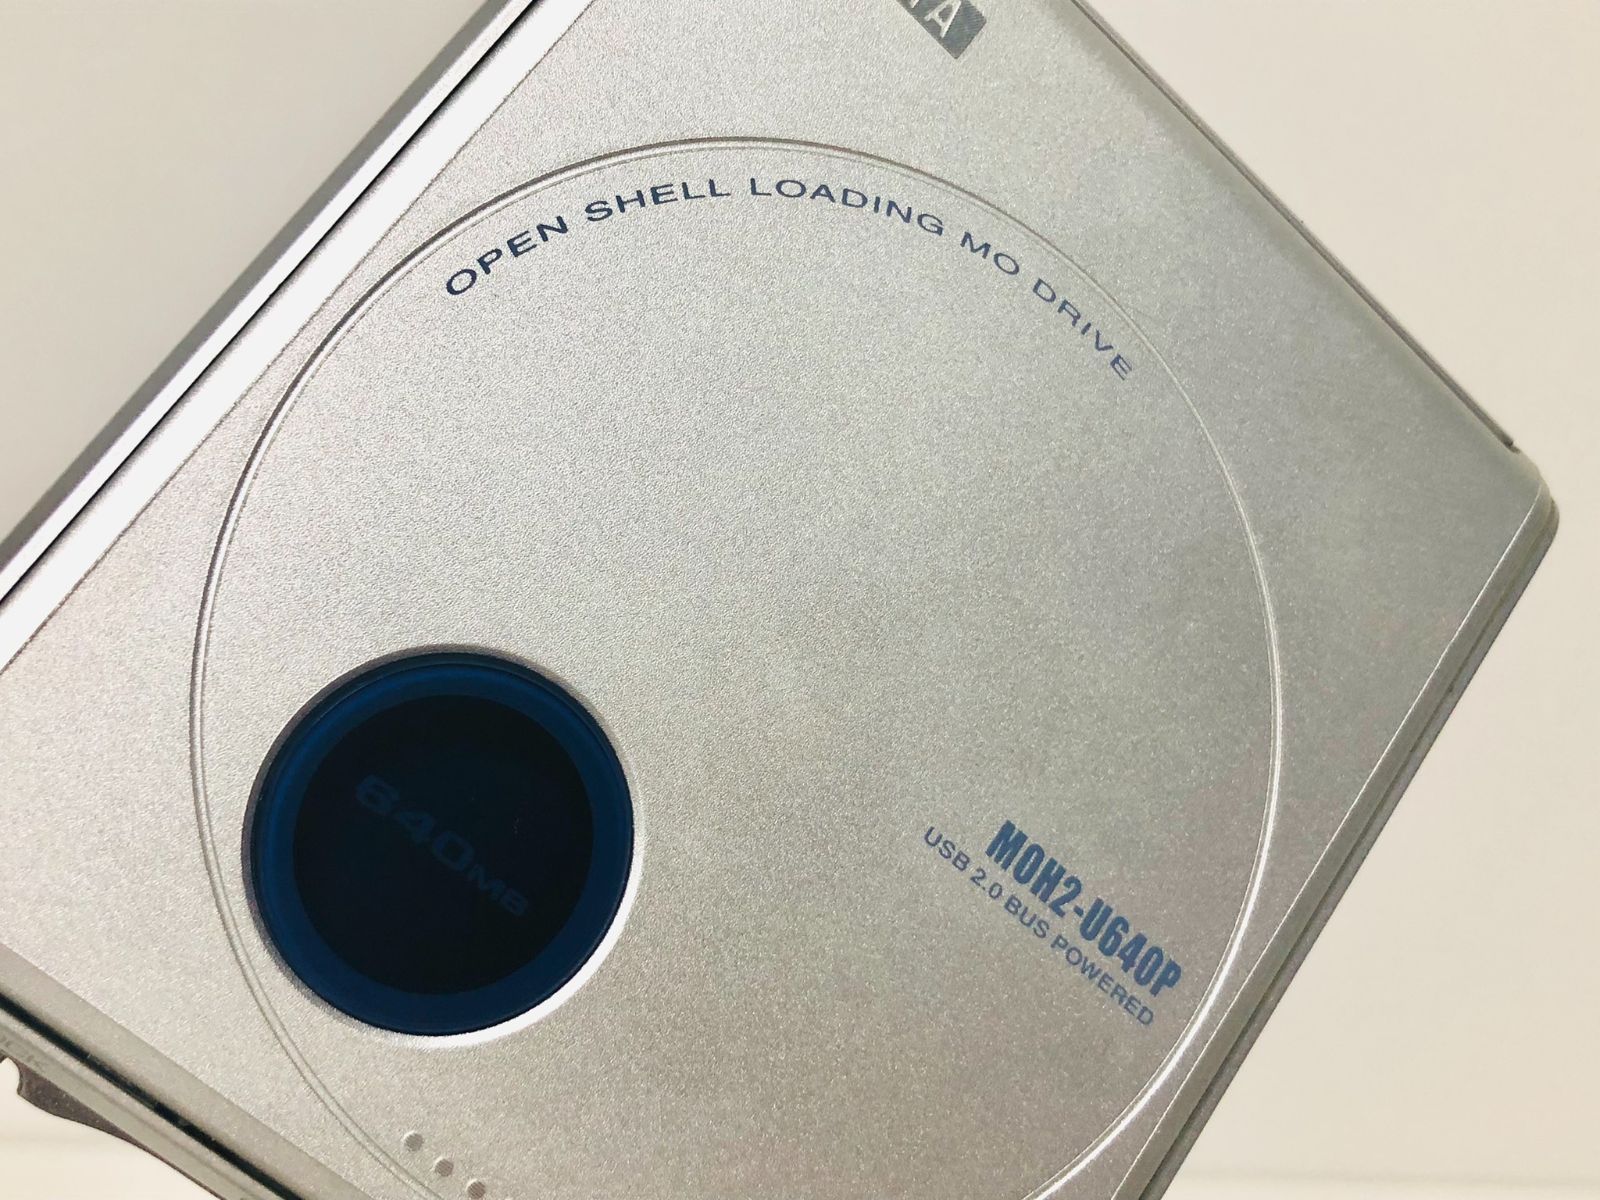 OPEN SHELL LOADING MO DRIVE
640MB
MOH2-U640P
USB 2.0 BUS POWERED